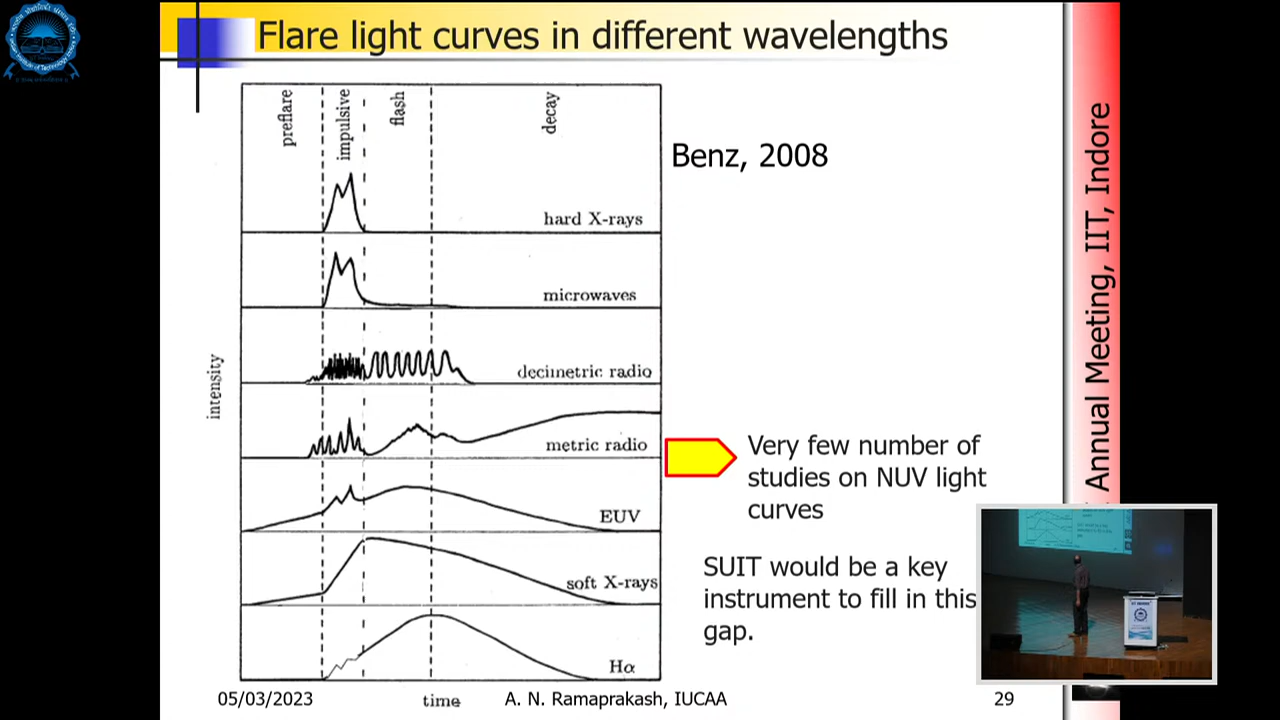 Flare light curves in different wavelengths
preflare
impulsive
flash
decay
Benz, 2008
hard X-rays
microwaves
intensity
decimetric radio
metric radio
EUV
soft X-rays
Hα
time
Very few number of
studies on NUV light
curves
SUIT would be a key
instrument to fill in this
gap.
Annual Meeting, IIT, Indore
05/03/2023
A. N. Ramaprakash, IUCAA
29